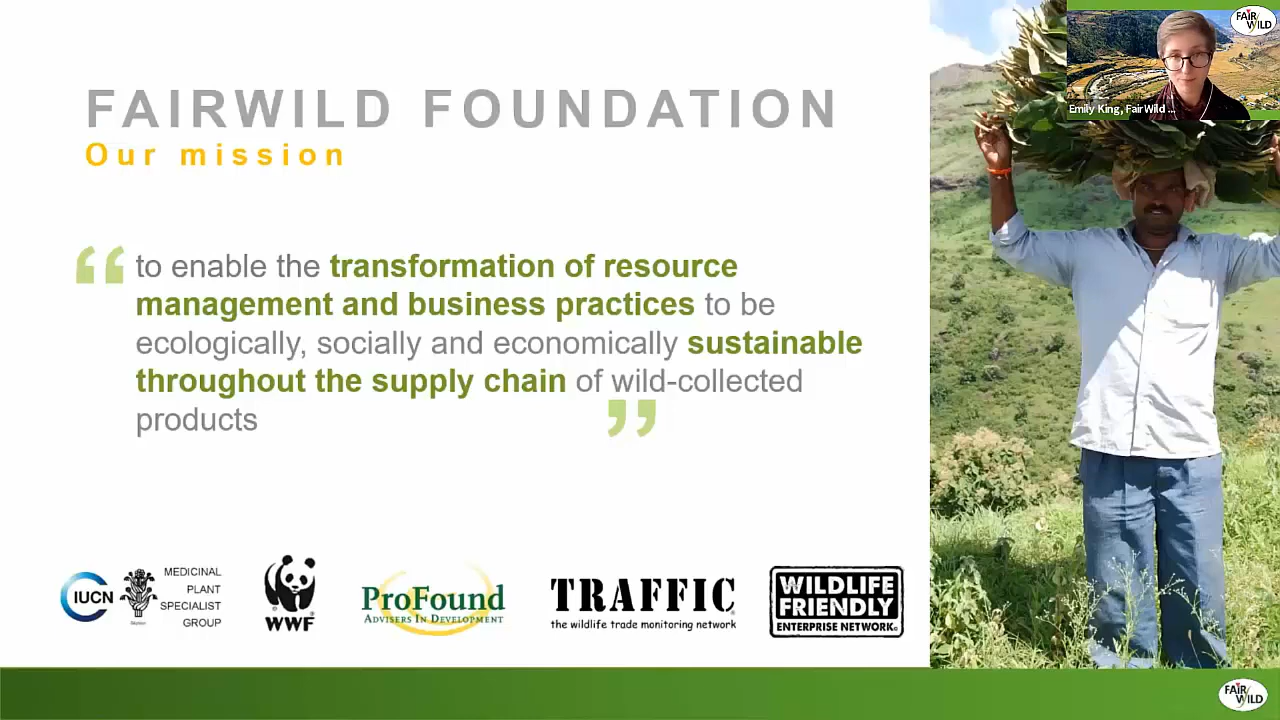 FAIRWILD FOUNDATION
Our mission
“to enable the transformation of resource
management and business practices to be
ecologically, socially and economically sustainable
throughout the supply chain of wild-collected
products ”
IUCN
MEDICINAL
PLANT
SPECIALIST
GROUP
WWF
ProFound
ADVISERS IN DEVELOPMENT
TRAFFIC
the wildlife trade monitoring network
WILDLIFE
FRIENDLY
ENTERPRISE NETWORK
FAIR
WILD
Emily King, FairWild ...
FAIR
WILD